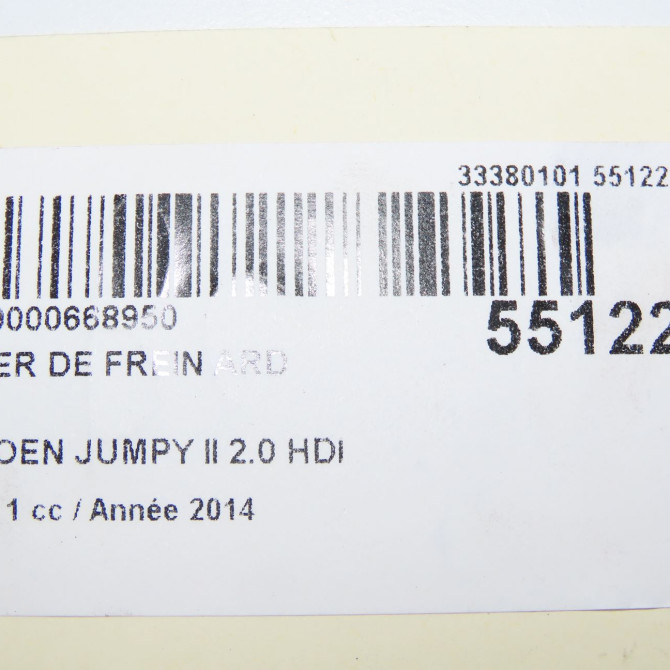 33380101 55122
0000668950
55122
ER DE FREIN ARD
OEN JUMPY II 2.0 HDI
1 cc / Année 2014